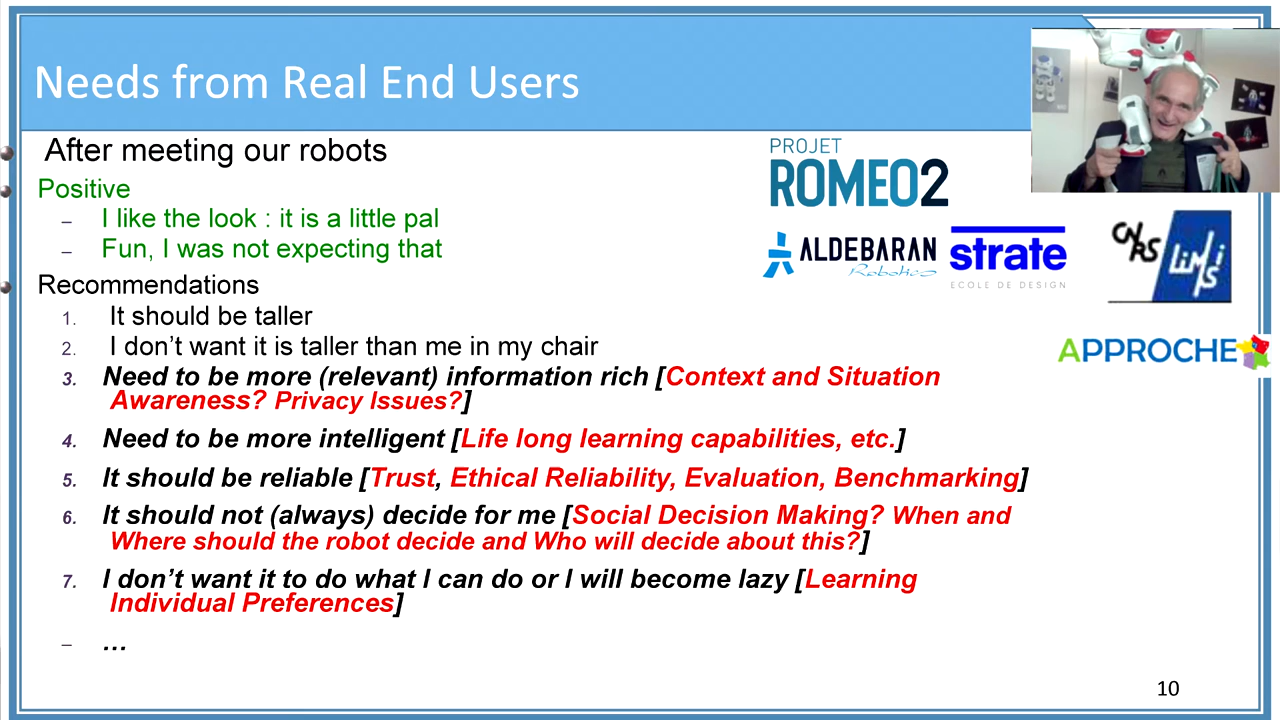 Needs from Real End Users
After meeting our robots
Positive
– I like the look : it is a little pal
– Fun, I was not expecting that
Recommendations
1. It should be taller
2. I don’t want it is taller than me in my chair
3. Need to be more (relevant) information rich [Context and Situation
Awareness? Privacy Issues?]
4. Need to be more intelligent [Life long learning capabilities, etc.]
5. It should be reliable [Trust, Ethical Reliability, Evaluation, Benchmarking]
6. It should not (always) decide for me [Social Decision Making? When and
Where should the robot decide and Who will decide about this?]
7. I don’t want it to do what I can do or I will become lazy [Learning
Individual Preferences]
– …
PROJET
ROMEO2
ALDEBARAN
Robotics
strate
ECOLE DE DESIGN
CNRS
LIMSI
APPROCHE
10